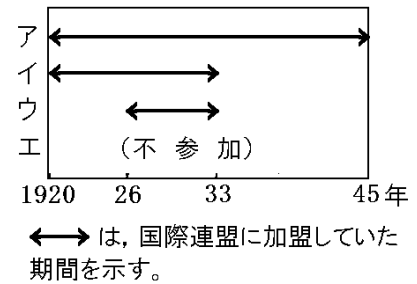 ア
イ
ウ
エ (不 参 加)
1920 26 33 45年
⟷ は, 国際連盟に加盟していた
期間を示す。